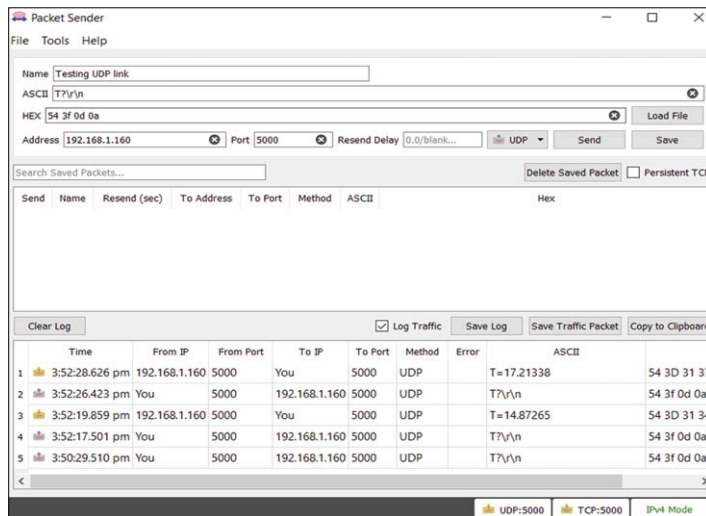 Packet Sender
File Tools Help
Name Testing UDP link
ASCII T?\r\n
HEX 54 3f 0d 0a Load File
Address 192.168.1.160 Port 5000 Resend Delay 0.0/blank... UDP Send Save
Search Saved Packets... Delete Saved Packet Persistent TCP
Send Name Resend (sec) To Address To Port Method ASCII Hex
Clear Log Log Traffic Save Log Save Traffic Packet Copy to Clipboard
Time From IP From Port To IP To Port Method Error ASCII
1 3:52:28.626 pm 192.168.1.160 5000 You 5000 UDP T=17.21338 54 3D 31 37
2 3:52:26.423 pm You 5000 192.168.1.160 5000 UDP T?\r\n 54 3f 0d 0a
3 3:52:19.859 pm 192.168.1.160 5000 You 5000 UDP T=14.87265 54 3D 31 34
4 3:52:17.501 pm You 5000 192.168.1.160 5000 UDP T?\r\n 54 3f 0d 0a
5 3:50:29.510 pm You 5000 192.168.1.160 5000 UDP T?\r\n 54 3f 0d 0a
UDP:5000 TCP:5000 IPv4 Mode